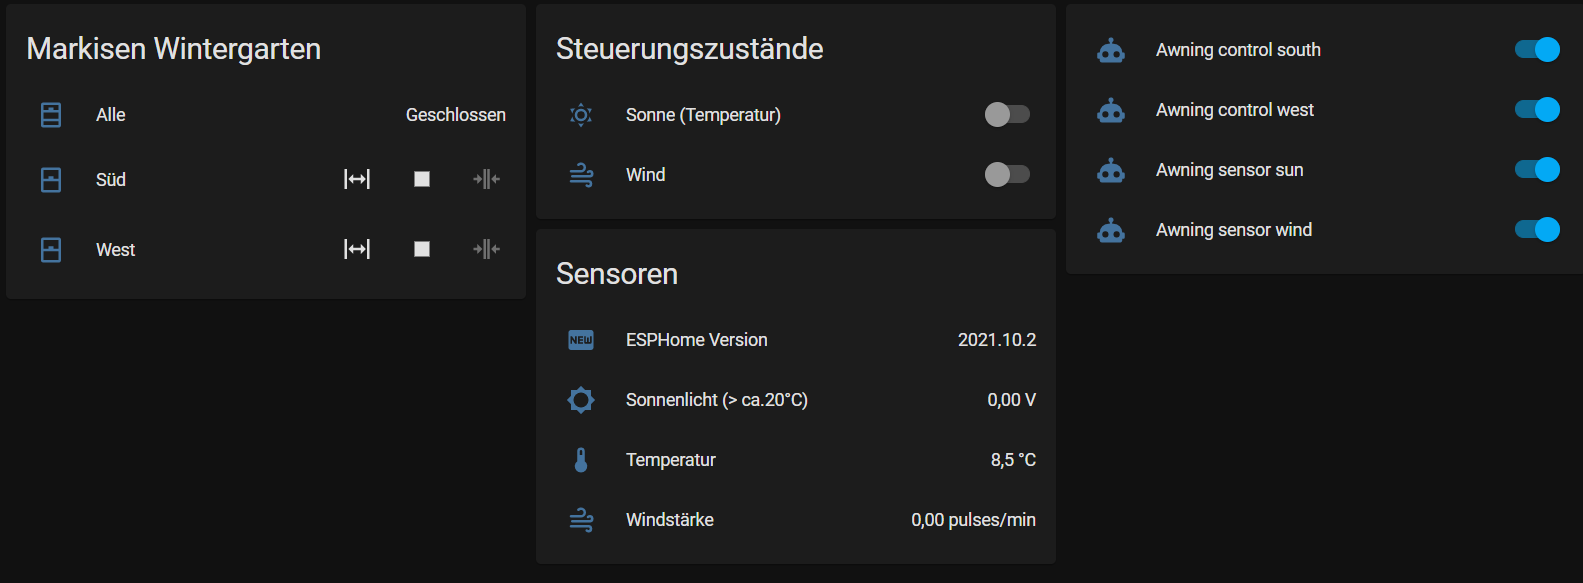 Markisen Wintergarten
Alle Geschlossen
Süd
West
Steuerungszustände
Sonne (Temperatur)
Wind
Sensoren
NEW ESPHome Version 2021.10.2
Sonnenlicht (> ca.20°C) 0,00 V
Temperatur 8,5 °C
Windstärke 0,00 pulses/min
Awning control south
Awning control west
Awning sensor sun
Awning sensor wind